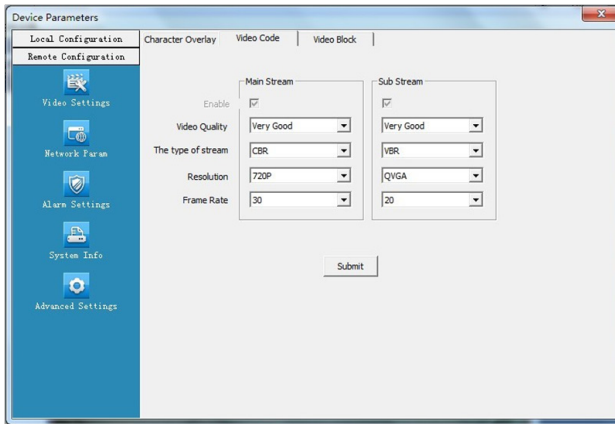 Device Parameters
Local Configuration
Remote Configuration
Video Settings
Network Param
Alarm Settings
System Info
Advanced Settings
Character Overlay Video Code Video Block
Main Stream Sub Stream
Enable
Video Quality Very Good Very Good
The type of stream CBR VBR
Resolution 720P QVGA
Frame Rate 30 20
Submit